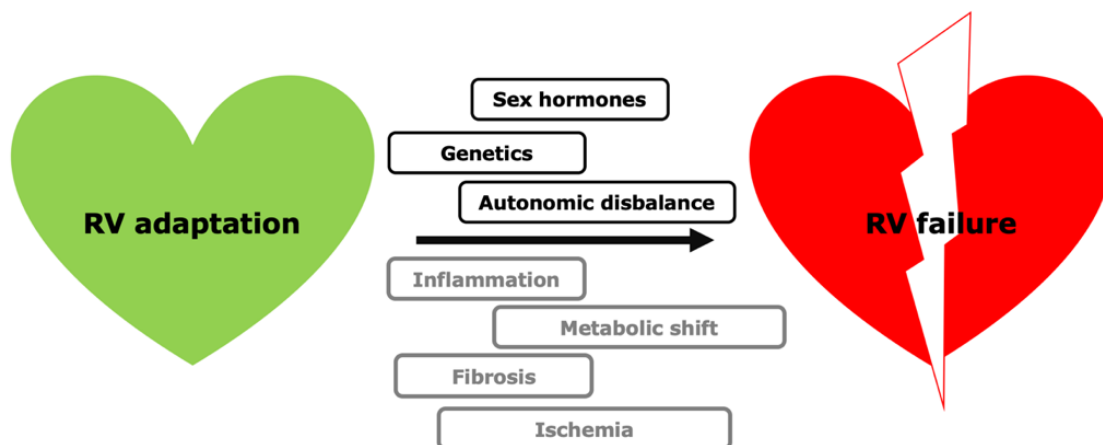 Sex hormones
Genetics
Autonomic disbalance
RV adaptation
RV failure
Inflammation
Metabolic shift
Fibrosis
Ischemia